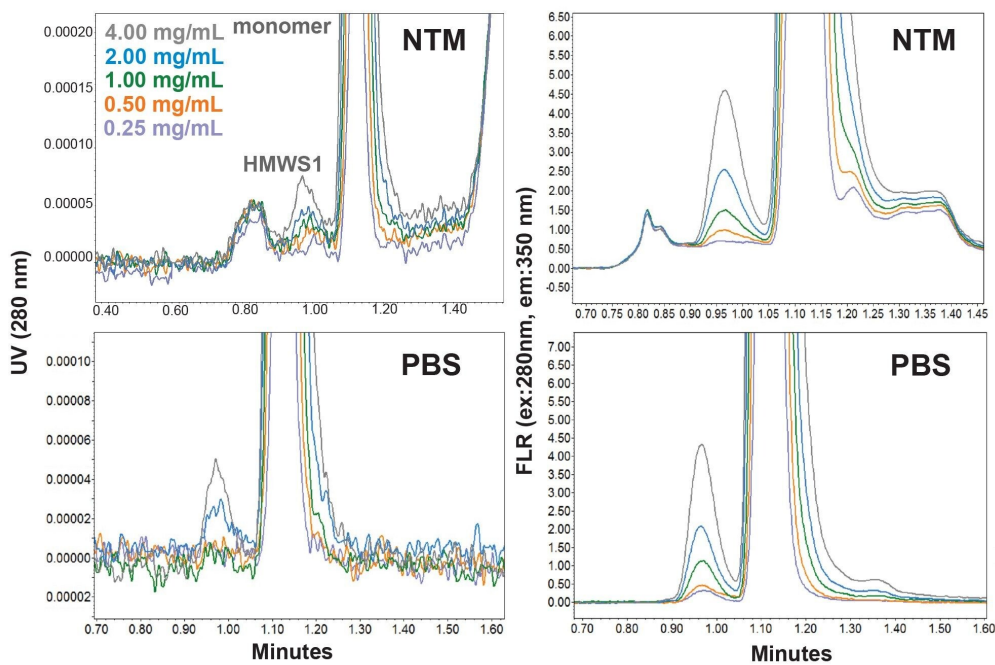 UV (280 nm)
0.00020
0.00015
0.00010
0.00005
0.00000
4.00 mg/mL
2.00 mg/mL
1.00 mg/mL
0.50 mg/mL
0.25 mg/mL
monomer
HMWS1
NTM
0.40 0.60 0.80 1.00 1.20 1.40
FLR (ex:280nm, em:350 nm)
6.50
6.00
5.50
5.00
4.50
4.00
3.50
3.00
2.50
2.00
1.50
1.00
0.50
0.00
-0.50
NTM
0.70 0.75 0.80 0.85 0.90 0.95 1.00 1.05 1.10 1.15 1.20 1.25 1.30 1.35 1.40 1.45
0.00010
0.00008
0.00006
0.00004
0.00002
0.00000
0.00002
PBS
0.70 0.80 0.90 1.00 1.10 1.20 1.30 1.40 1.50 1.60
Minutes
7.00
6.50
6.00
5.50
5.00
4.50
4.00
3.50
3.00
2.50
2.00
1.50
1.00
0.50
0.00
PBS
0.70 0.80 0.90 1.00 1.10 1.20 1.30 1.40 1.50 1.60
Minutes